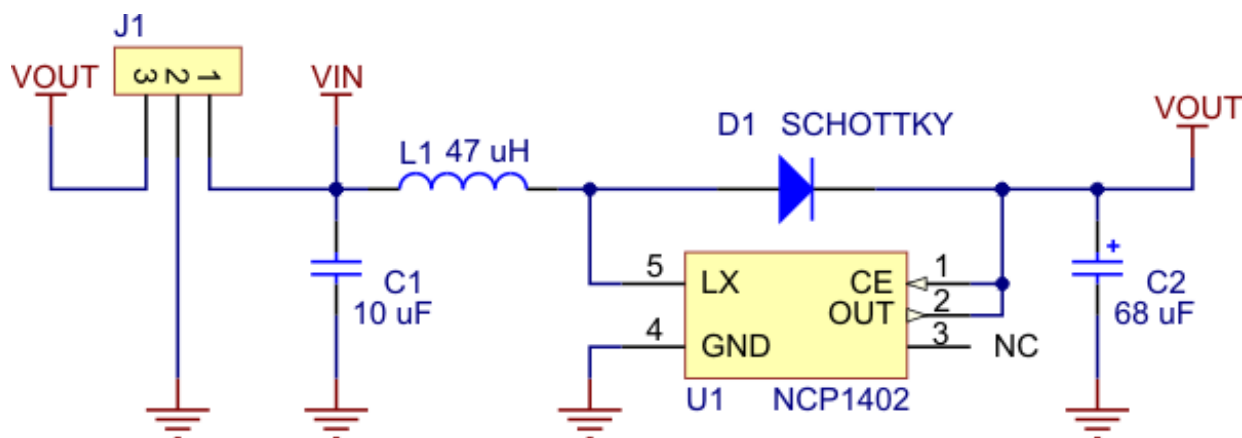 J1
VOUT
3 2 1
VIN
L1 47 uH
D1 SCHOTTKY
VOUT
C1
10 uF
5 LX
4 GND
CE 1
OUT 2
3 NC
U1 NCP1402
+
C2
68 uF